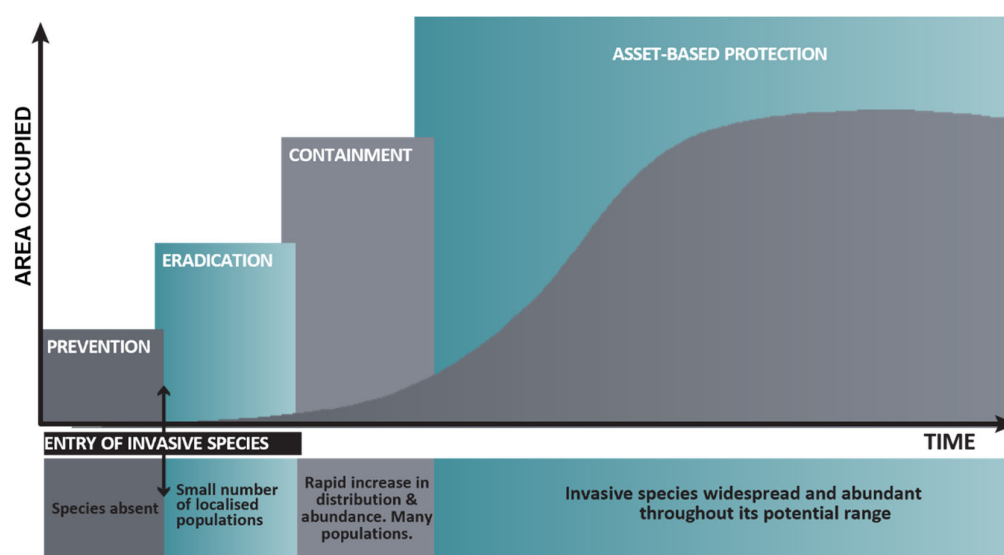 AREA OCCUPIED
ASSET-BASED PROTECTION
CONTAINMENT
ERADICATION
PREVENTION
ENTRY OF INVASIVE SPECIES
TIME
Species absent
Small number
of localised
populations
Rapid increase in
distribution &
abundance. Many
populations.
Invasive species widespread and abundant
throughout its potential range